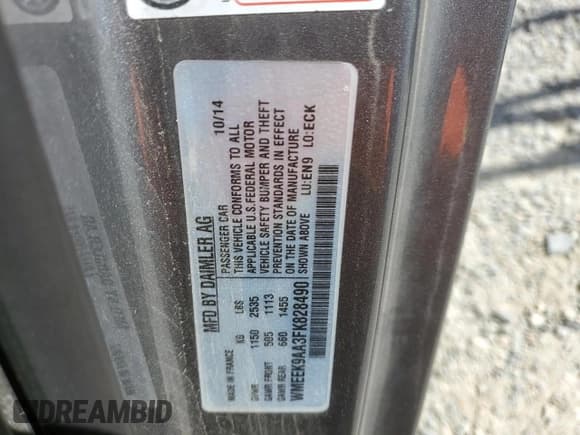 MFD BY DAIMLER AG
MADE IN FRANCE PASSENGER CAR 10/14
KG LBS THIS VEHICLE CONFORMS TO ALL
GVWR 1150 2535 APPLICABLE U.S.FEDERAL MOTOR
GAWR FRONT 505 1113 VEHICLE SAFETY BUMPER AND THEFT
GAWR REAR 660 1455 PREVENTION STANDARDS IN EFFECT
ON THE DATE OF MANUFACTURE
SHOWN ABOVE LU:EN9 LO:ECK
WMEEK9AA3FK828490
DREAMBID